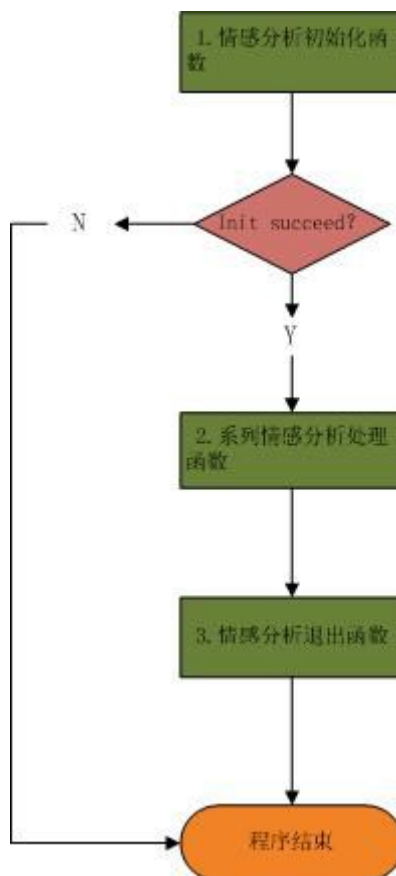 1.情感分析初始化函
数
Init succeed?
N
Y
2.系列情感分析处理
函数
3.情感分析退出函数
程序结束